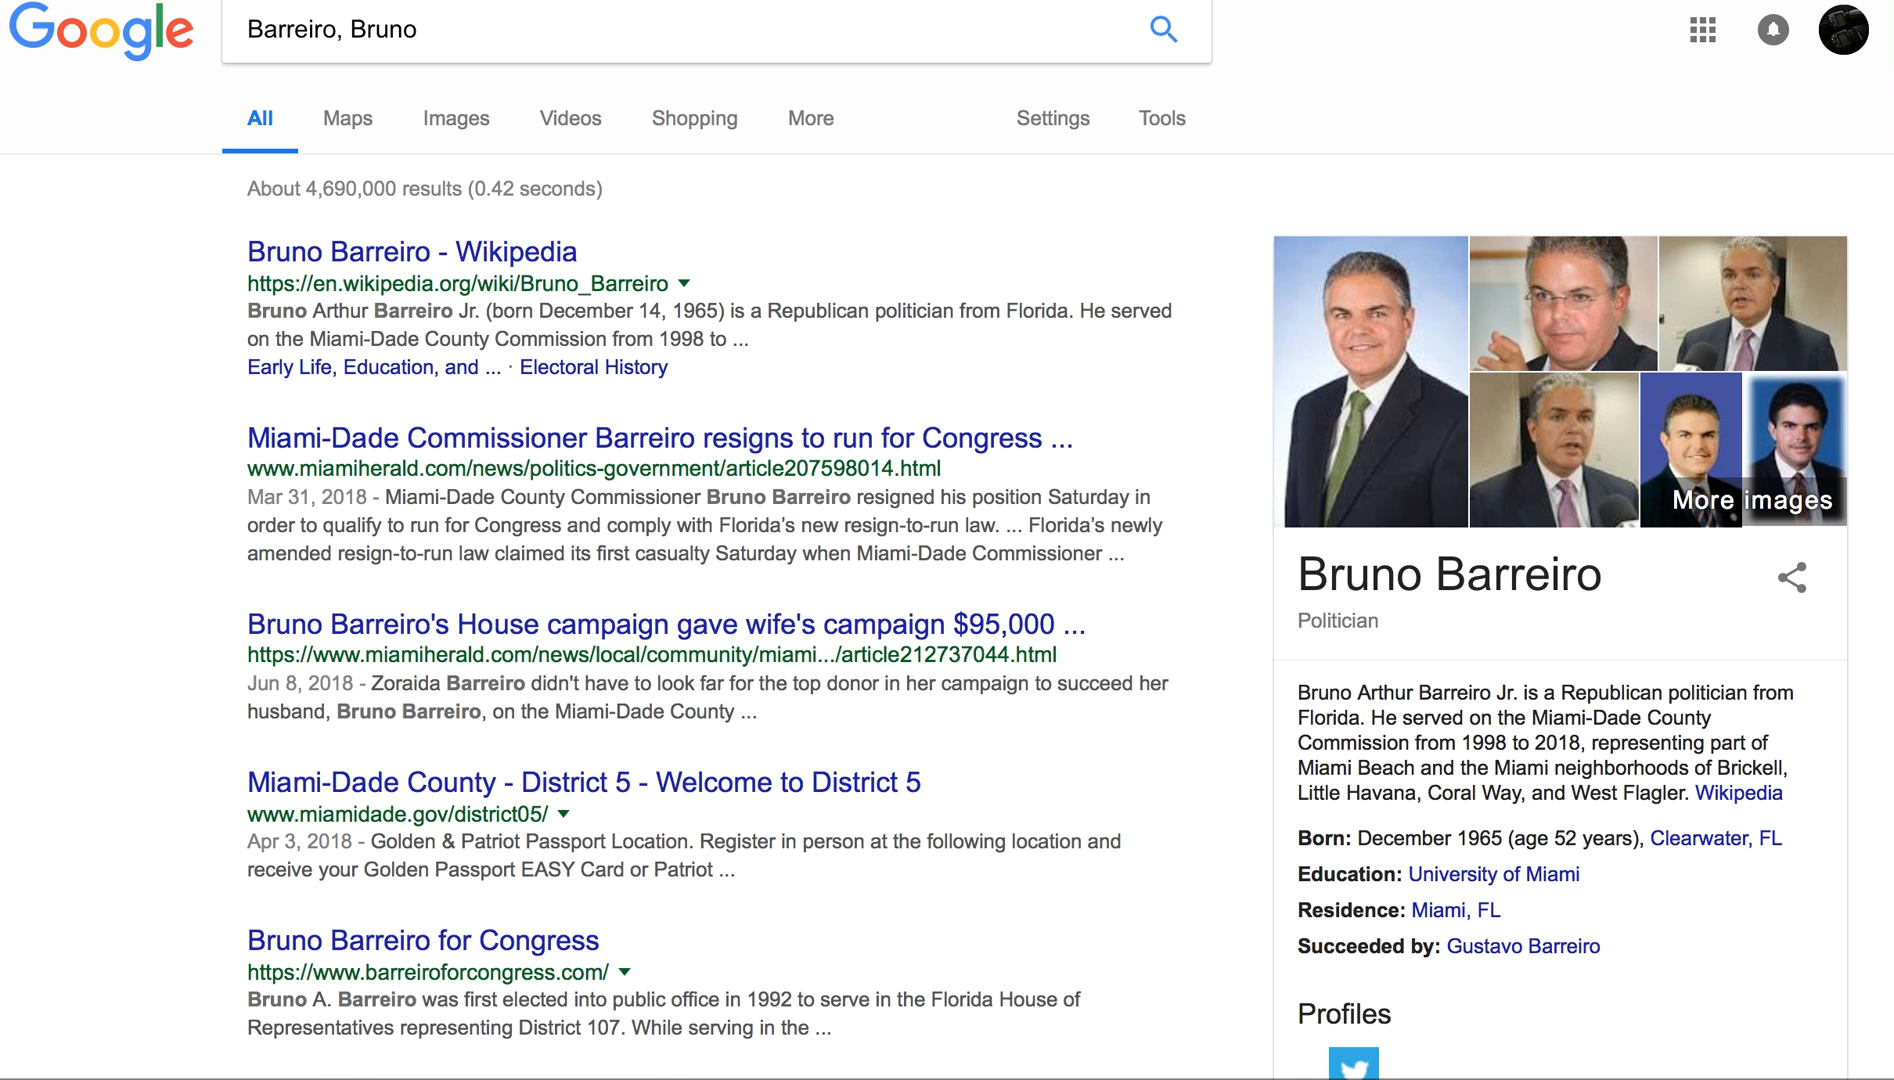 Google
Barreiro, Bruno
All Maps Images Videos Shopping More Settings Tools
About 4,690,000 results (0.42 seconds)
Bruno Barreiro - Wikipedia
https://en.wikipedia.org/wiki/Bruno_Barreiro
Bruno Arthur Barreiro Jr. (born December 14, 1965) is a Republican politician from Florida. He served
on the Miami-Dade County Commission from 1998 to ...
Early Life, Education, and ... · Electoral History
Miami-Dade Commissioner Barreiro resigns to run for Congress ...
www.miamiherald.com/news/politics-government/article207598014.html
Mar 31, 2018 - Miami-Dade County Commissioner Bruno Barreiro resigned his position Saturday in
order to qualify to run for Congress and comply with Florida’s new resign-to-run law. ... Florida’s newly
amended resign-to-run law claimed its first casualty Saturday when Miami-Dade Commissioner ...
Bruno Barreiro's House campaign gave wife's campaign $95,000 ...
https://www.miamiherald.com/news/local/community/miami.../article212737044.html
Jun 8, 2018 - Zoraida Barreiro didn't have to look far for the top donor in her campaign to succeed her
husband, Bruno Barreiro, on the Miami-Dade County ...
Miami-Dade County - District 5 - Welcome to District 5
www.miamidade.gov/district05/
Apr 3, 2018 - Golden & Patriot Passport Location. Register in person at the following location and
receive your Golden Passport EASY Card or Patriot ...
Bruno Barreiro for Congress
https://www.barreiroforcongress.com/
Bruno A. Barreiro was first elected into public office in 1992 to serve in the Florida House of
Representatives representing District 107. While serving in the ...
More images
Bruno Barreiro
Politician
Bruno Arthur Barreiro Jr. is a Republican politician from
Florida. He served on the Miami-Dade County
Commission from 1998 to 2018, representing part of
Miami Beach and the Miami neighborhoods of Brickell,
Little Havana, Coral Way, and West Flagler. Wikipedia
Born: December 1965 (age 52 years), Clearwater, FL
Education: University of Miami
Residence: Miami, FL
Succeeded by: Gustavo Barreiro
Profiles